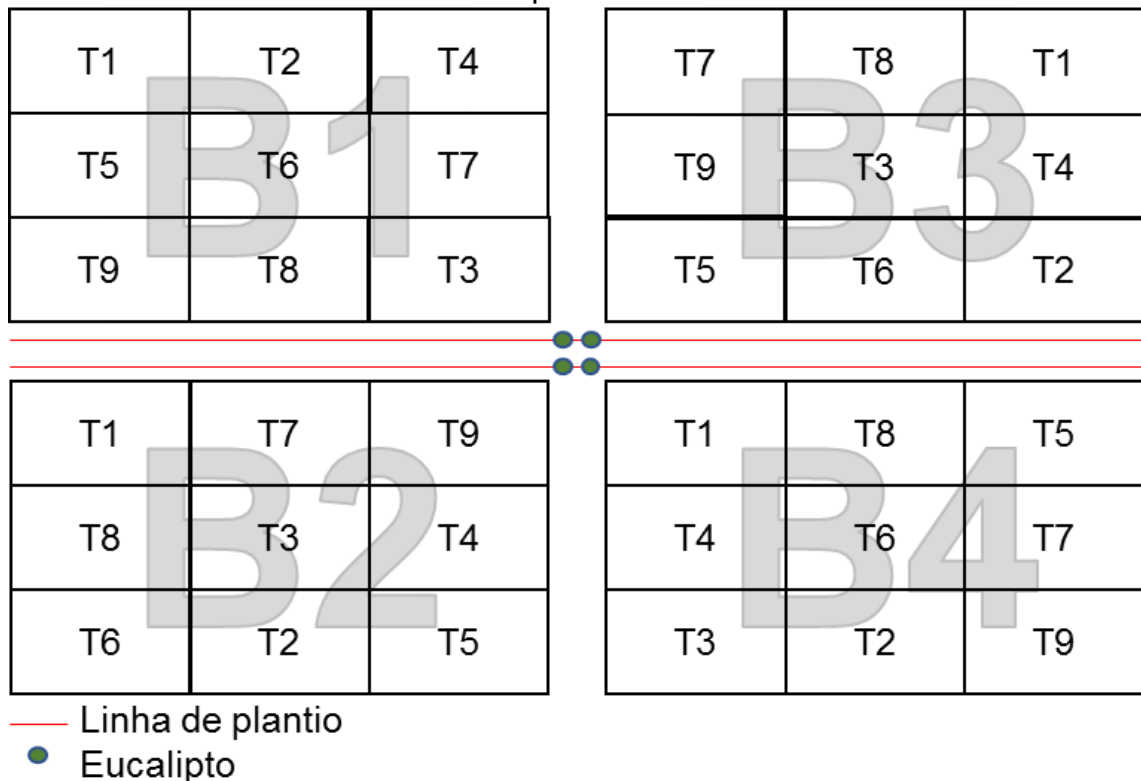 T1 T2 T4
T5 T6 T7
T9 T8 T3
B1
T7 T8 T1
T9 T3 T4
T5 T6 T2
B3
T1 T7 T9
T8 T3 T4
T6 T2 T5
B2
T1 T8 T5
T4 T6 T7
T3 T2 T9
B4
Linha de plantio
Eucalipto